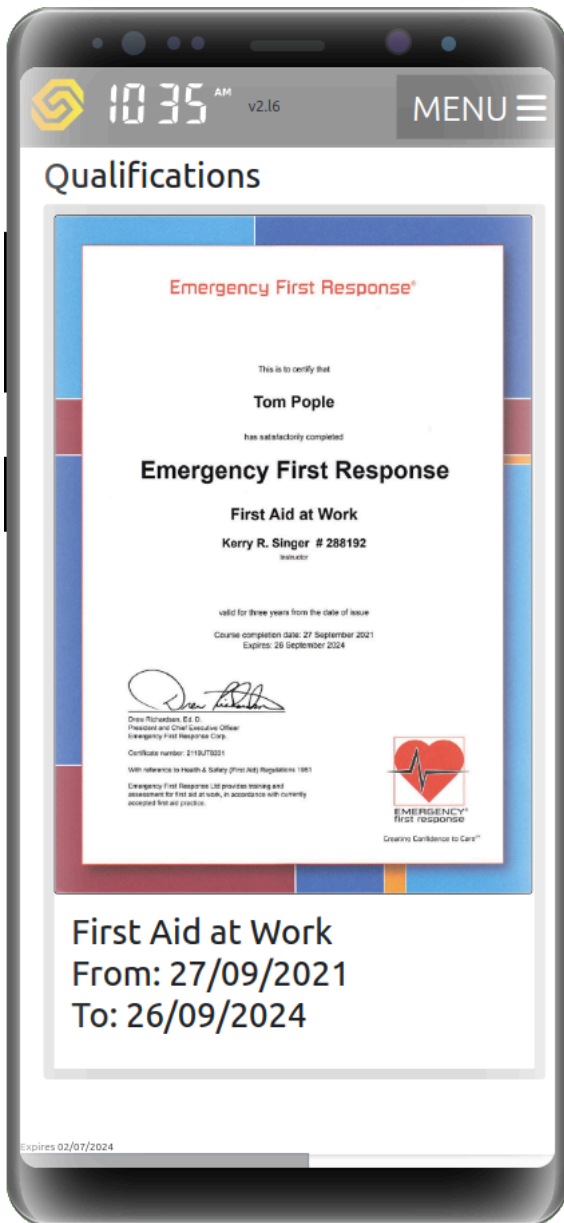 10 35 AM
v2.l6
MENU
Qualifications
Emergency First Response®
This is to certify that
Tom Pople
has satisfactorily completed
Emergency First Response
First Aid at Work
Kerry R. Singer # 288192
Instructor
valid for three years from the date of issue
Course completion date: 27 September 2021
Expires: 26 September 2024
Drew Richardson, Ed. D.
President and Chief Executive Officer
Emergency First Response Corp.
Certificate number:
With reference to Health & Safety (First Aid) Regulations 1981
Emergency First Response Ltd provides training and
assessment for first aid at work, in accordance with currently
accepted first aid practice.
EMERGENCY®
first response
Creating Confidence to Care™
First Aid at Work
From: 27/09/2021
To: 26/09/2024
Expires 02/07/2024